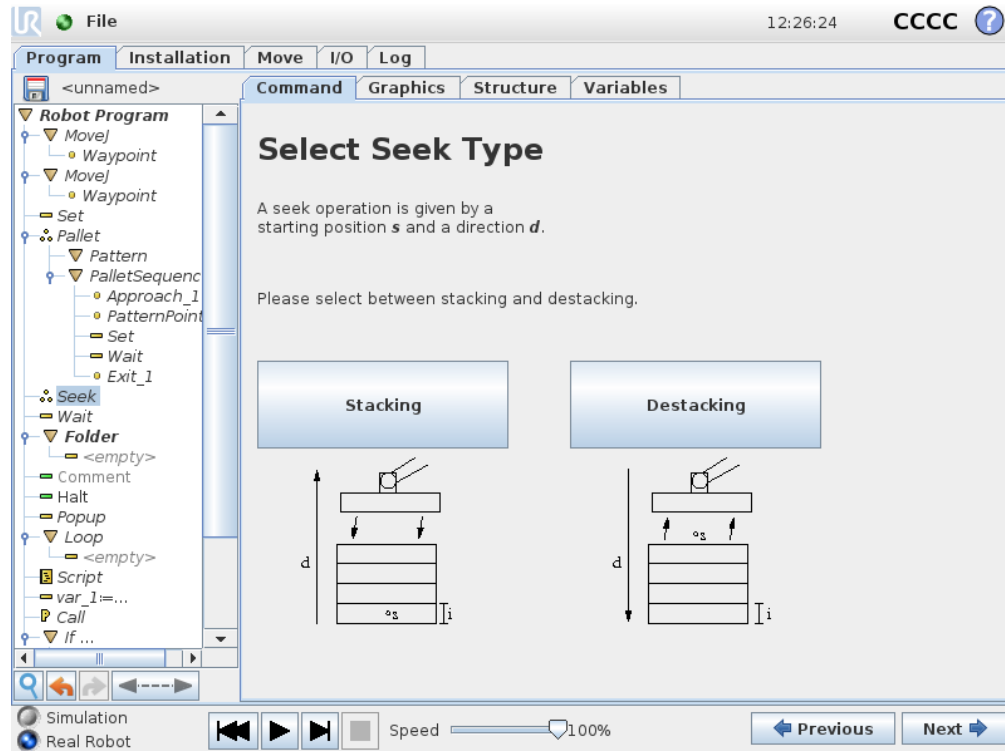 UR File 12:26:24 CCCC ?
Program Installation Move I/O Log
<unnamed> Command Graphics Structure Variables
Robot Program
MoveJ
Waypoint
MoveJ
Waypoint
Set
Pallet
Pattern
PalletSequenc
Approach_1
PatternPoint
Set
Wait
Exit_1
Seek
Wait
Folder
<empty>
Comment
Halt
Popup
Loop
<empty>
Script
var_1:=...
P Call
If ...
Select Seek Type
A seek operation is given by a
starting position s and a direction d.
Please select between stacking and destacking.
Stacking Destacking
d s i
d s i
Simulation
Real Robot
Speed 100%
Previous Next